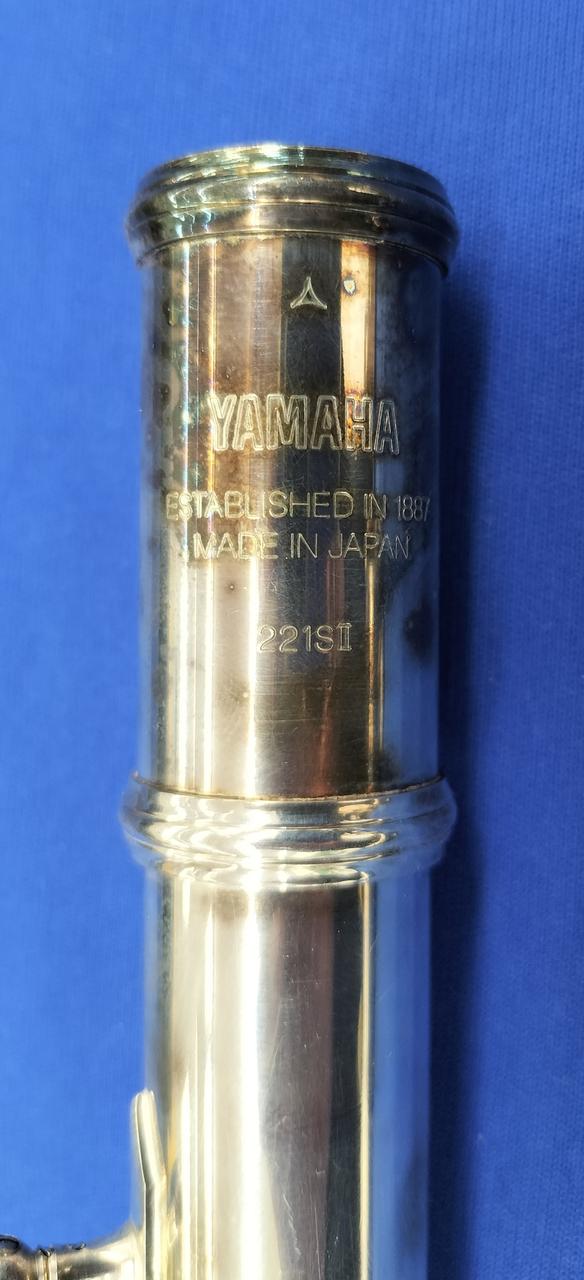 YAMAHA
ESTABLISHED IN 1887
MADE IN JAPAN
221SⅡ